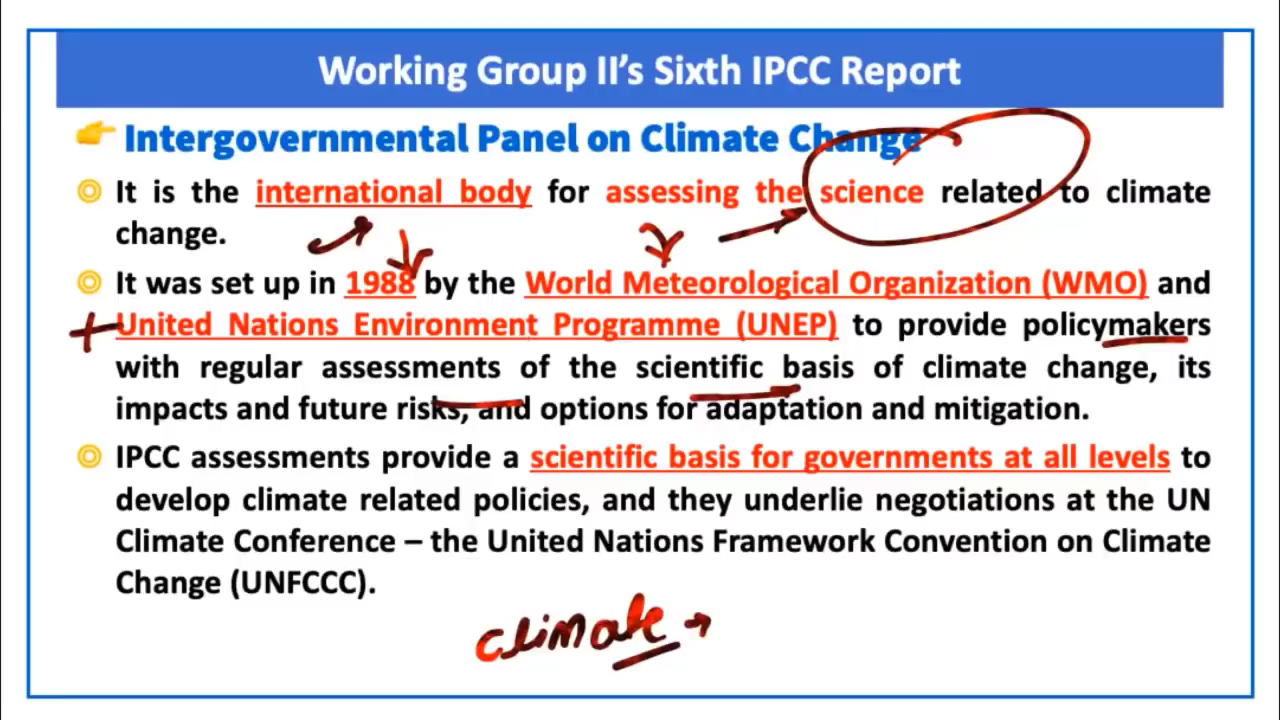 Working Group II’s Sixth IPCC Report
Intergovernmental Panel on Climate Change
It is the international body for assessing the science related to climate
change.
It was set up in 1988 by the World Meteorological Organization (WMO) and
United Nations Environment Programme (UNEP) to provide policymakers
with regular assessments of the scientific basis of climate change, its
impacts and future risks, and options for adaptation and mitigation.
IPCC assessments provide a scientific basis for governments at all levels to
develop climate related policies, and they underlie negotiations at the UN
Climate Conference – the United Nations Framework Convention on Climate
Change (UNFCCC).
climate →